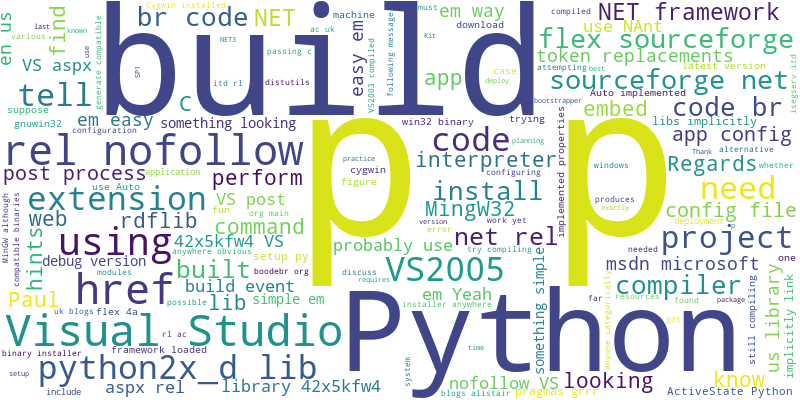 Cygwin installed
en us
find
br code
NET
machine
ac uk
NET3
passing c
itd rl
distutils
build
easy em
VS2003 compiled
following message
Kit
em way
download
app
case
NET framework
use NAnt
various
last
known
generate compatible
VS aspx
flex sourceforge
token replacements
latest version
attempting
best
tell
C
SP1
use
deploy
sourceforge net
isegserv itd
suppose
gnuwin32
em easy
something looking
configuration
win32 binary
trying
bootstrapper
Auto implemented
embed
code br
libs implicitly
rel nofollow
p
p
code
Thank
alternative
app config
practice
planning
interpreter
windows
whether
Regards
post process
perform
cygwin
configuring
figure
install
produces
exactly
need
application
use Auto
extension
VS post
fun
org main
MinGW32
version
work yet
error
implemented properties
config file
deployment
web
rdflib
command
hints
using
42x5kfw4 VS
probably use
net rel
project
debug version
anywhere obvious
setup py
try compiling
needed
MinGW although
compatible binaries
built
boodebr org
discuss
requires
VS2005
msdn microsoft
one
modules
build event
href
possible
lib
simple em
em Yeah
installer anywhere
something simple
far
resources
found
package
compiler
Paul
uk blogs
flex 4a
Visual Studio
Python
still compiling
anyone categorically
got
must
us library
implicitly link
rl ac
binary installer
framework loaded
time
python2x_d lib
looking
know
setup
system
nofollow VS
include
aspx rel
library 42x5kfw4
blogs alistair
pragmas grrr
ActiveState Python